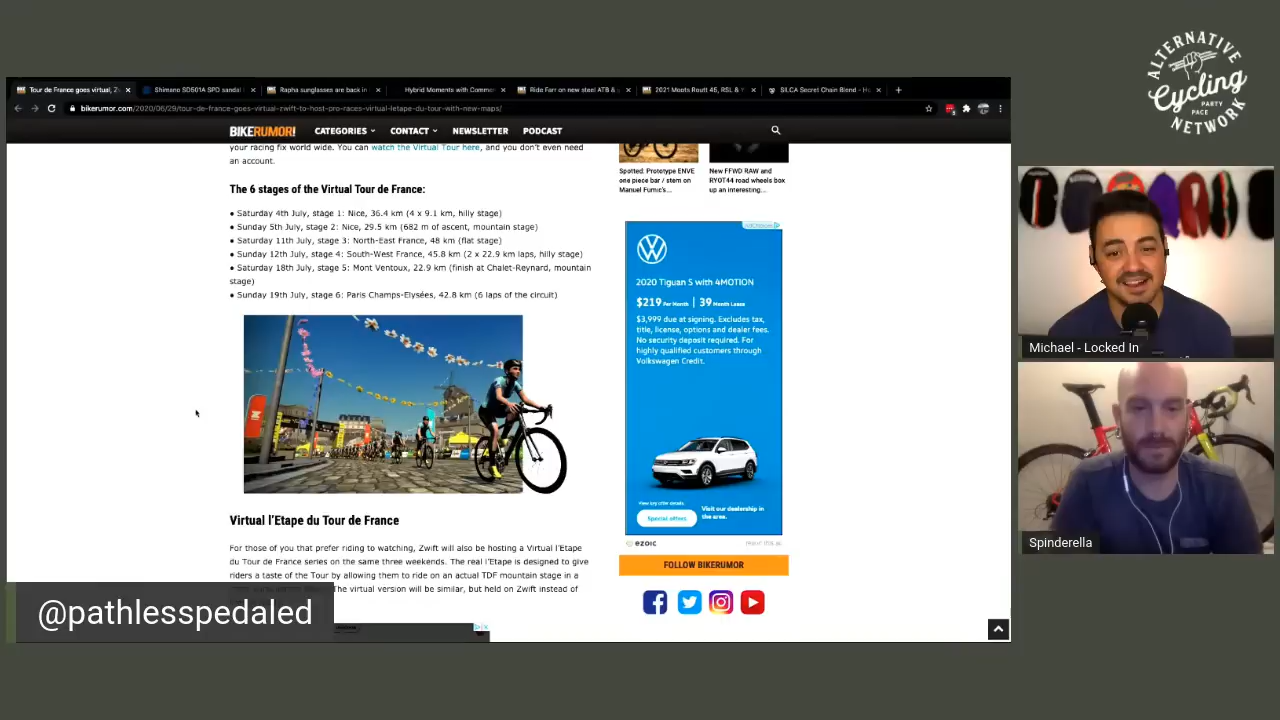 ALTERNATIVE
Cycling
PARTY
PACE
NETWORK
Tour de France goes virtual, Z
Shimano SD501A SPD sandal
Rapha sunglasses are back in
Hybrid Moments with Comme
Ride Farr on new steel ATB &
2021 Moots Routt 45, RSL &
SILCA Secret Chain Blend - H
bikerumor.com/2020/06/29/tour-de-france-goes-virtual-zwift-to-host-pro-races-virtual-letape-du-tour-with-new-maps/
BIKERUMOR!
CATEGORIES
CONTACT
NEWSLETTER
PODCAST
your racing fix world wide. You can watch the Virtual Tour here, and you don't even need
an account.
The 6 stages of the Virtual Tour de France:
● Saturday 4th July, stage 1: Nice, 36.4 km (4 x 9.1 km, hilly stage)
● Sunday 5th July, stage 2: Nice, 29.5 km (682 m of ascent, mountain stage)
● Saturday 11th July, stage 3: North-East France, 48 km (flat stage)
● Sunday 12th July, stage 4: South-West France, 45.8 km (2 x 22.9 km laps, hilly stage)
● Saturday 18th July, stage 5: Mont Ventoux, 22.9 km (finish at Chalet-Reynard, mountain
stage)
● Sunday 19th July, stage 6: Paris Champs-Elysées, 42.8 km (6 laps of the circuit)
Virtual l'Etape du Tour de France
For those of you that prefer riding to watching, Zwift will also be hosting a Virtual l'Etape
du Tour de France series on the same three weekends. The real l'Etape is designed to give
riders a taste of the Tour by allowing them to ride on an actual TDF mountain stage in a
The virtual version will be similar, but held on Zwift instead of
@pathlesspedaled
Spotted: Prototype ENVE
one piece bar / stem on
Manuel Fumic's...
New FFWD RAW and
RYOT44 road wheels box
up an interesting...
2020 Tiguan S with 4MOTION
$219 Per Month | 39 Month Lease
$3,999 due at signing. Excludes tax,
title, license, options and dealer fees.
No security deposit required. For
highly qualified customers through
Volkswagen Credit.
View key offer details.
Special offers
Visit our dealership in
the area.
ezoic
report this ad
FOLLOW BIKERUMOR
Michael - Locked In
Spinderella